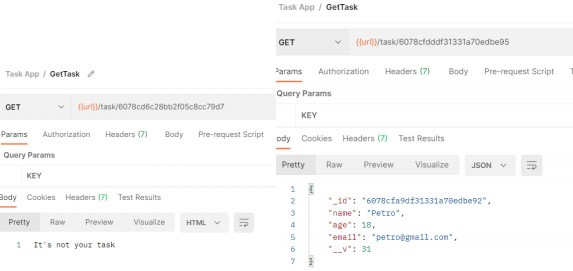 Task App / GetTask
GET {{url}}/task/6078cd6c28bb2f05c8cc79d7
Params Authorization Headers (7) Body Pre-request Script
Query Params
KEY
Body Cookies Headers (7) Test Results
Pretty Raw Preview Visualize HTML
1 It's not your task
Task App / GetTask
GET {{url}}/task/6078cfdddf31331a70edbe95
Params Authorization Headers (7) Body Pre-request Script T
Query Params
KEY
ody Cookies Headers (7) Test Results
Pretty Raw Preview Visualize JSON
1 {
2 "_id": "6078cfa9df31331a70edbe92",
3 "name": "Petro",
4 "age": 18,
5 "email": "petro@gmail.com",
6 "__v": 31
7 }